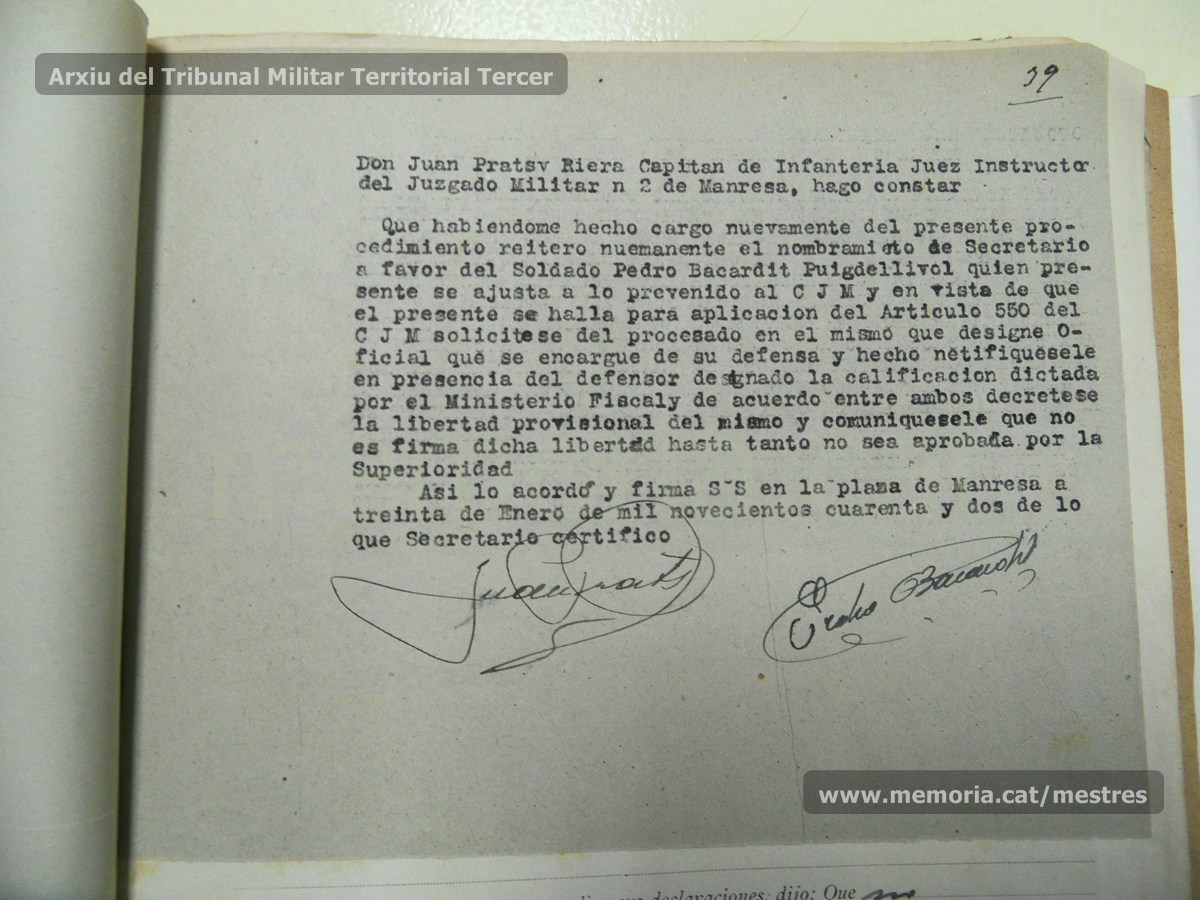 Arxiu del Tribunal Militar Territorial Tercer
39
Don Juan Pratsv Riera Capitan de Infanteria Juez Instructor
del Juzgado Militar n 2 de Manresa, hago constar
Que habiendome hecho cargo nuevamente del presente pro-
cedimiento reitero nuemanente el nombramieto de Secretario
a favor del Soldado Pedro Bacardit Puigdellivol quien pre-
sente se ajusta a lo prevenido al C J M y en vista de que
el presente se halla para aplicacion del Articulo 550 del
C J M solicitese del procesado en el mismo que designe O-
ficial que se encargue de su defensa y hecho netifiquesele
en presencia del defensor designado la calificacion dictada
por el Ministerio Fiscaly de acuerdo entre ambos decretese
la libertad provisional del mismo y comuniquesele que no
es firma dicha libertad hasta tanto no sea aprobada por la
Superioridad
Asi lo acordo y firma S S en la plaza de Manresa a
treinta de Enero de mil novecientos cuarenta y dos de lo
que Secretario certifico
Juan Prats
Pedro Bacardit
www.memoria.cat/mestres
declaraciones, dijo: Que no